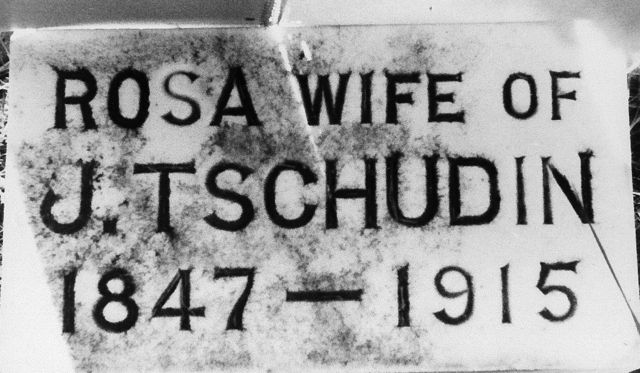 ROSA WIFE OF
J. TSCHUDIN
1847 — 1915